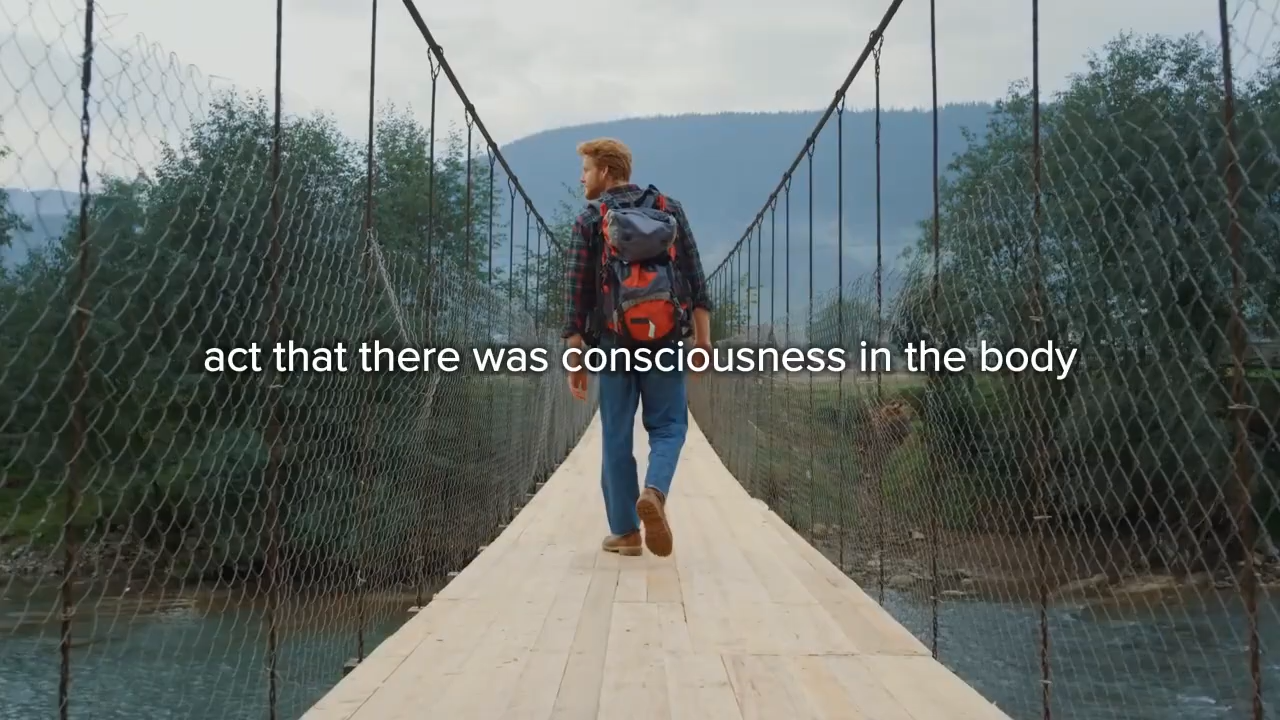 act that there was consciousness in the body